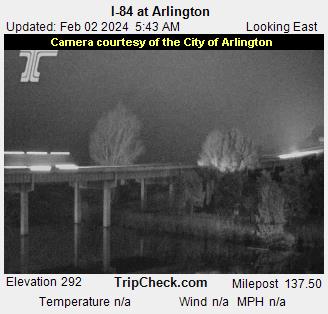 I-84 at Arlington
Updated: Feb 02 2024 5:43 AM Looking East
Camera courtesy of the City of Arlington
Elevation 292 TripCheck.com Milepost 137.50
Temperature n/a Wind n/a MPH n/a